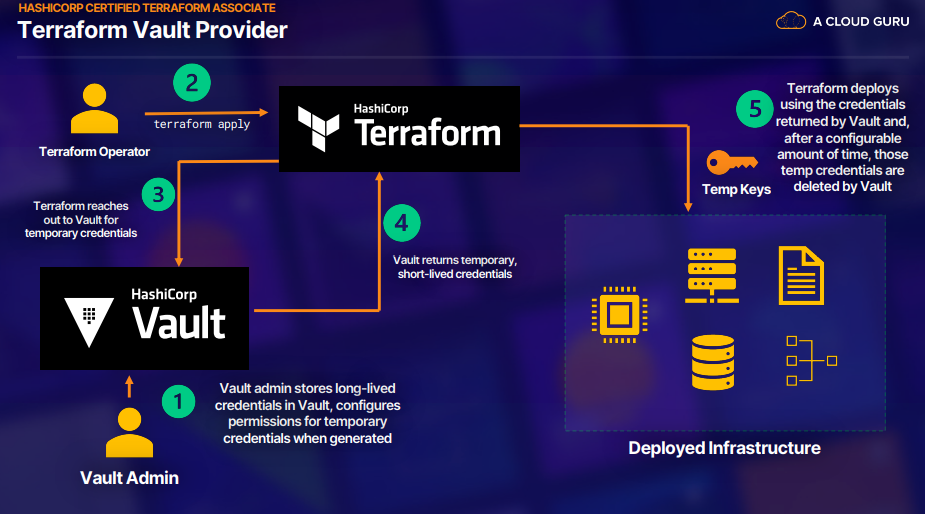 HASHICORP CERTIFIED TERRAFORM ASSOCIATE
Terraform Vault Provider
A CLOUD GURU
2
terraform apply
Terraform Operator
HashiCorp
Terraform
5
Terraform deploys
using the credentials
returned by Vault and,
after a configurable
amount of time, those
temp credentials are
deleted by Vault
Temp Keys
3
Terraform reaches
out to Vault for
temporary credentials
4
Vault returns temporary,
short-lived credentials
HashiCorp
Vault
1
Vault admin stores long-lived
credentials in Vault, configures
permissions for temporary
credentials when generated
Vault Admin
Deployed Infrastructure